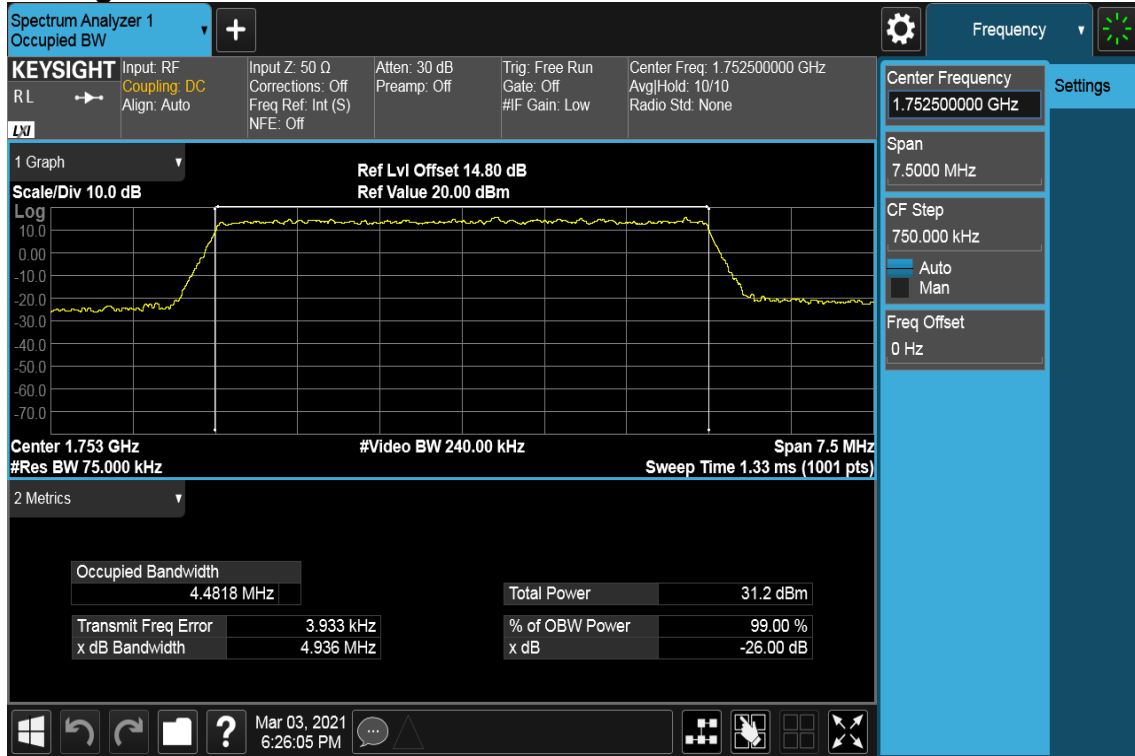 Spectrum Analyzer 1
Occupied BW
+
Frequency
KEYSIGHT
RL
LXI
Input: RF
Coupling: DC
Align: Auto
Input Z: 50 Ω
Corrections: Off
Freq Ref: Int (S)
NFE: Off
Atten: 30 dB
Preamp: Off
Trig: Free Run
Gate: Off
#IF Gain: Low
Center Freq: 1.752500000 GHz
Avg|Hold: 10/10
Radio Std: None
1 Graph
Scale/Div 10.0 dB
Ref Lvl Offset 14.80 dB
Ref Value 20.00 dBm
Log
10.0
0.00
-10.0
-20.0
-30.0
-40.0
-50.0
-60.0
-70.0
Center 1.753 GHz
#Res BW 75.000 kHz
#Video BW 240.00 kHz
Span 7.5 MHz
Sweep Time 1.33 ms (1001 pts)
2 Metrics
Occupied Bandwidth
4.4818 MHz
Transmit Freq Error 3.933 kHz
x dB Bandwidth 4.936 MHz
Total Power 31.2 dBm
% of OBW Power 99.00 %
x dB -26.00 dB
?
Mar 03, 2021
6:26:05 PM
Center Frequency
1.752500000 GHz
Span
7.5000 MHz
CF Step
750.000 kHz
Auto
Man
Freq Offset
0 Hz
Settings